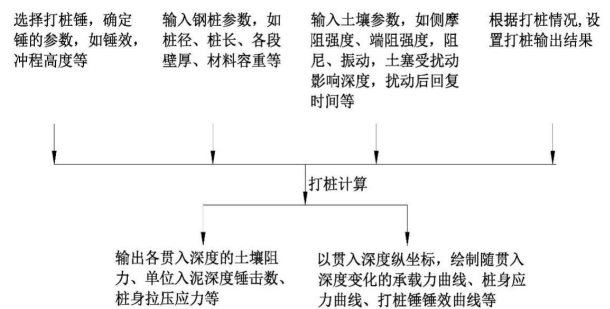 选择打桩锤，确定
锤的参数，如锤效，
冲程高度等
输入钢桩参数，如
桩径、桩长、各段
壁厚、材料容重等
输入土壤参数，如侧摩
阻强度、端阻强度，阻
尼、振动，土塞受扰动
影响深度，扰动后回复
时间等
根据打桩情况，设
置打桩输出结果
打桩计算
输出各贯入深度的土壤阻
力、单位入泥深度锤击数、
桩身拉压应力等
以贯入深度纵坐标，绘制随贯入
深度变化的承载力曲线、桩身应
力曲线、打桩锤锤效曲线等